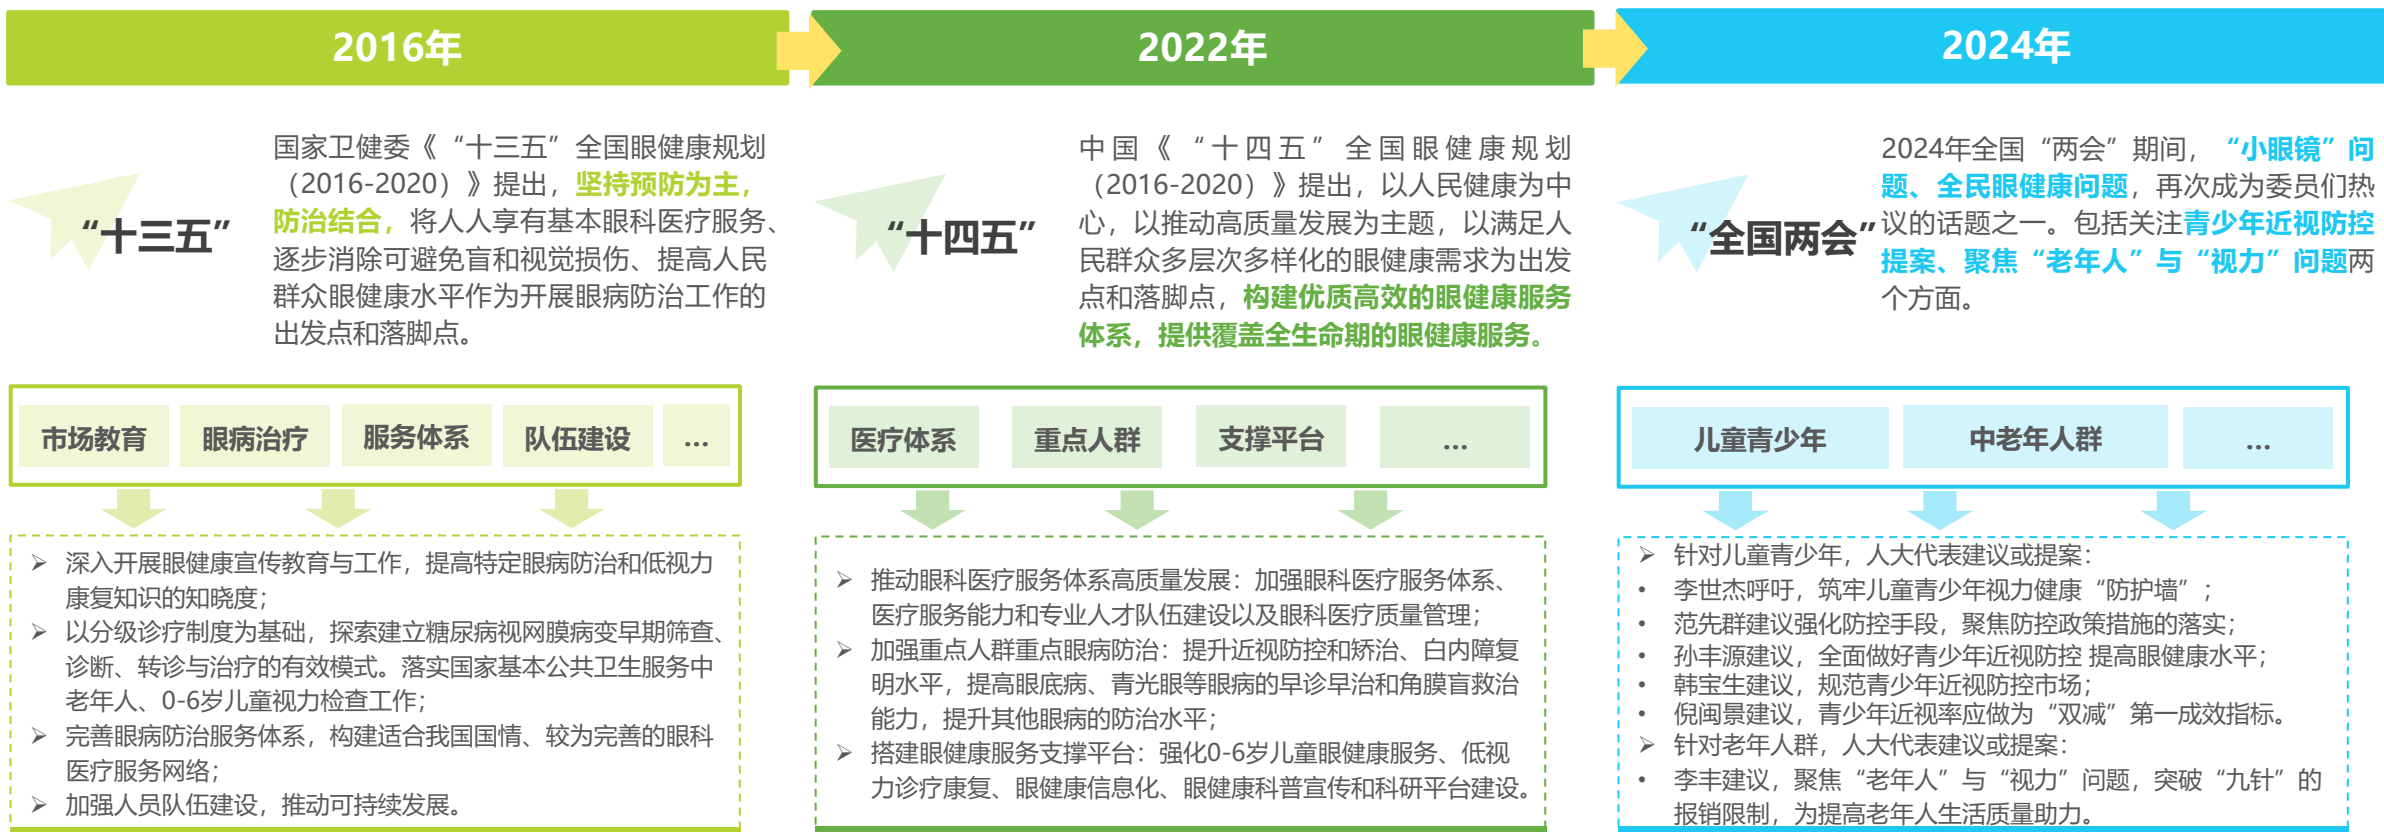 2016年
“十三五”
国家卫健委《 “十三五”全国眼健康规划
（2016-2020）》提出，坚持预防为主，
防治结合，将人人享有基本眼科医疗服务、
逐步消除可避免盲和视觉损伤、提高人民
群众眼健康水平作为开展眼病防治工作的
出发点和落脚点。
市场教育
眼病治疗
服务体系
队伍建设
…
➢ 深入开展眼健康宣传教育与工作，提高特定眼病防治和低视力
康复知识的知晓度；
➢ 以分级诊疗制度为基础，探索建立糖尿病视网膜病变早期筛查、
诊断、转诊与治疗的有效模式。落实国家基本公共卫生服务中
老年人、0-6岁儿童视力检查工作；
➢ 完善眼病防治服务体系，构建适合我国国情、较为完善的眼科
医疗服务网络；
➢ 加强人员队伍建设，推动可持续发展。
2022年
“十四五”
中国《 “十四五”全国眼健康规划
（2016-2020）》提出，以人民健康为中
心，以推动高质量发展为主题，以满足人
民群众多层次多样化的眼健康需求为出发
点和落脚点，构建优质高效的眼健康服务
体系，提供覆盖全生命期的眼健康服务。
医疗体系
重点人群
支撑平台
…
➢ 推动眼科医疗服务体系高质量发展：加强眼科医疗服务体系、
医疗服务能力和专业人才队伍建设以及眼科医疗质量管理；
➢ 加强重点人群重点眼病防治：提升近视防控和矫治、白内障复
明水平，提高眼底病、青光眼等眼病的早诊早治和角膜盲救治
能力，提升其他眼病的防治水平；
➢ 搭建眼健康服务支撑平台：强化0-6岁儿童眼健康服务、低视
力诊疗康复、眼健康信息化、眼健康科普宣传和科研平台建设。
2024年
“全国两会”
2024年全国“两会”期间，“小眼镜”问
题、全民眼健康问题，再次成为委员们热
议的话题之一。包括关注青少年近视防控
提案、聚焦“老年人”与“视力”问题两
个方面。
儿童青少年
中老年人群
…
➢ 针对儿童青少年，人大代表建议或提案：
• 李世杰呼吁，筑牢儿童青少年视力健康“防护墙”；
• 范先群建议强化防控手段，聚焦防控政策措施的落实；
• 孙丰源建议，全面做好青少年近视防控 提高眼健康水平；
• 韩宝生建议，规范青少年近视防控市场；
• 倪闽景建议，青少年近视率应做为“双减”第一成效指标。
➢ 针对老年人群，人大代表建议或提案：
• 李丰建议，聚焦“老年人”与“视力”问题，突破“九针”的
报销限制，为提高老年人生活质量助力。